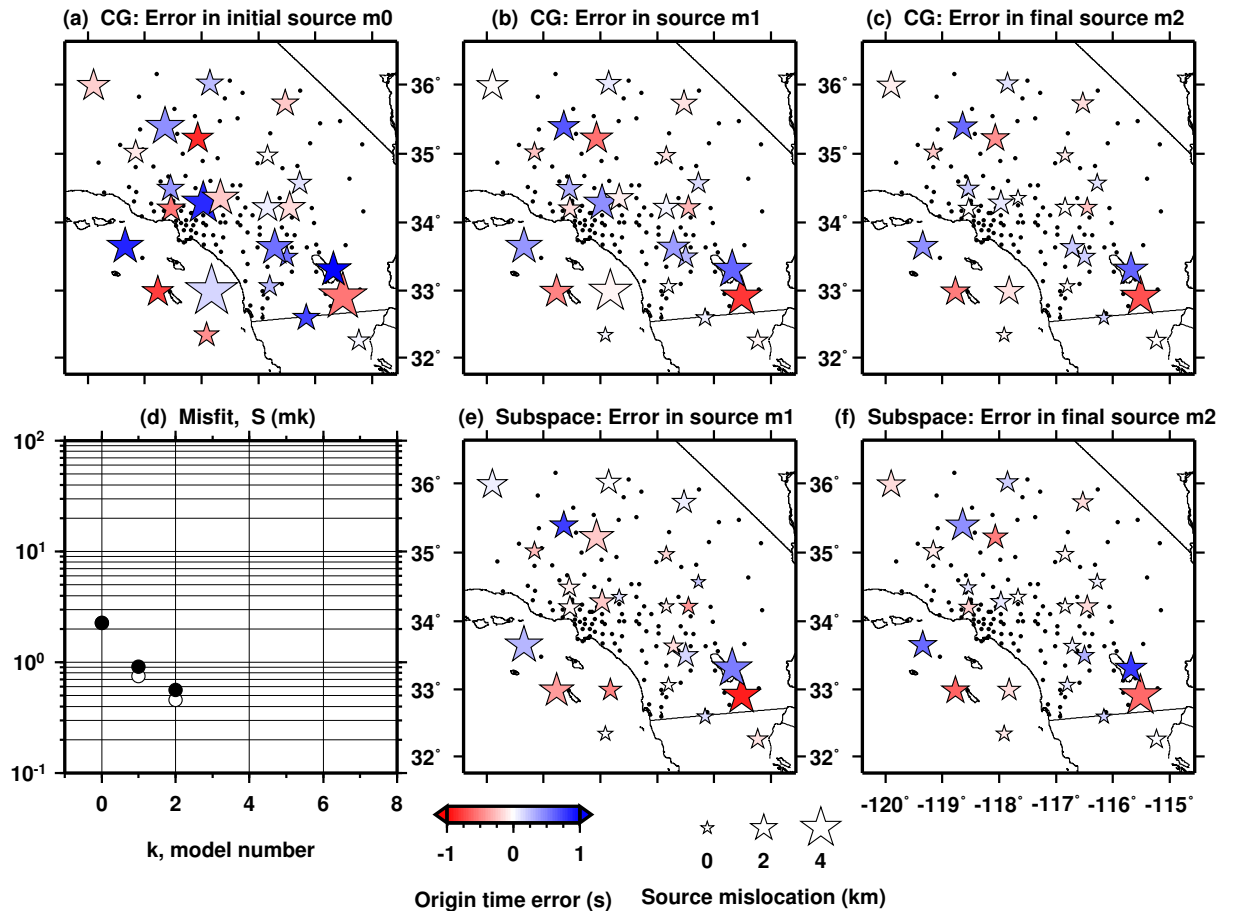 (a) CG: Error in initial source m0
(b) CG: Error in source m1
(c) CG: Error in final source m2
36˚
35˚
34˚
33˚
32˚
36˚
35˚
34˚
33˚
32˚
(d) Misfit, S (mk)
(e) Subspace: Error in source m1
(f) Subspace: Error in final source m2
10²
10¹
10⁰
10⁻¹
0 2 4 6 8
k, model number
36˚
35˚
34˚
33˚
32˚
36˚
35˚
34˚
33˚
32˚
-120˚ -119˚ -118˚ -117˚ -116˚ -115˚
-1 0 1
Origin time error (s)
0 2 4
Source mislocation (km)